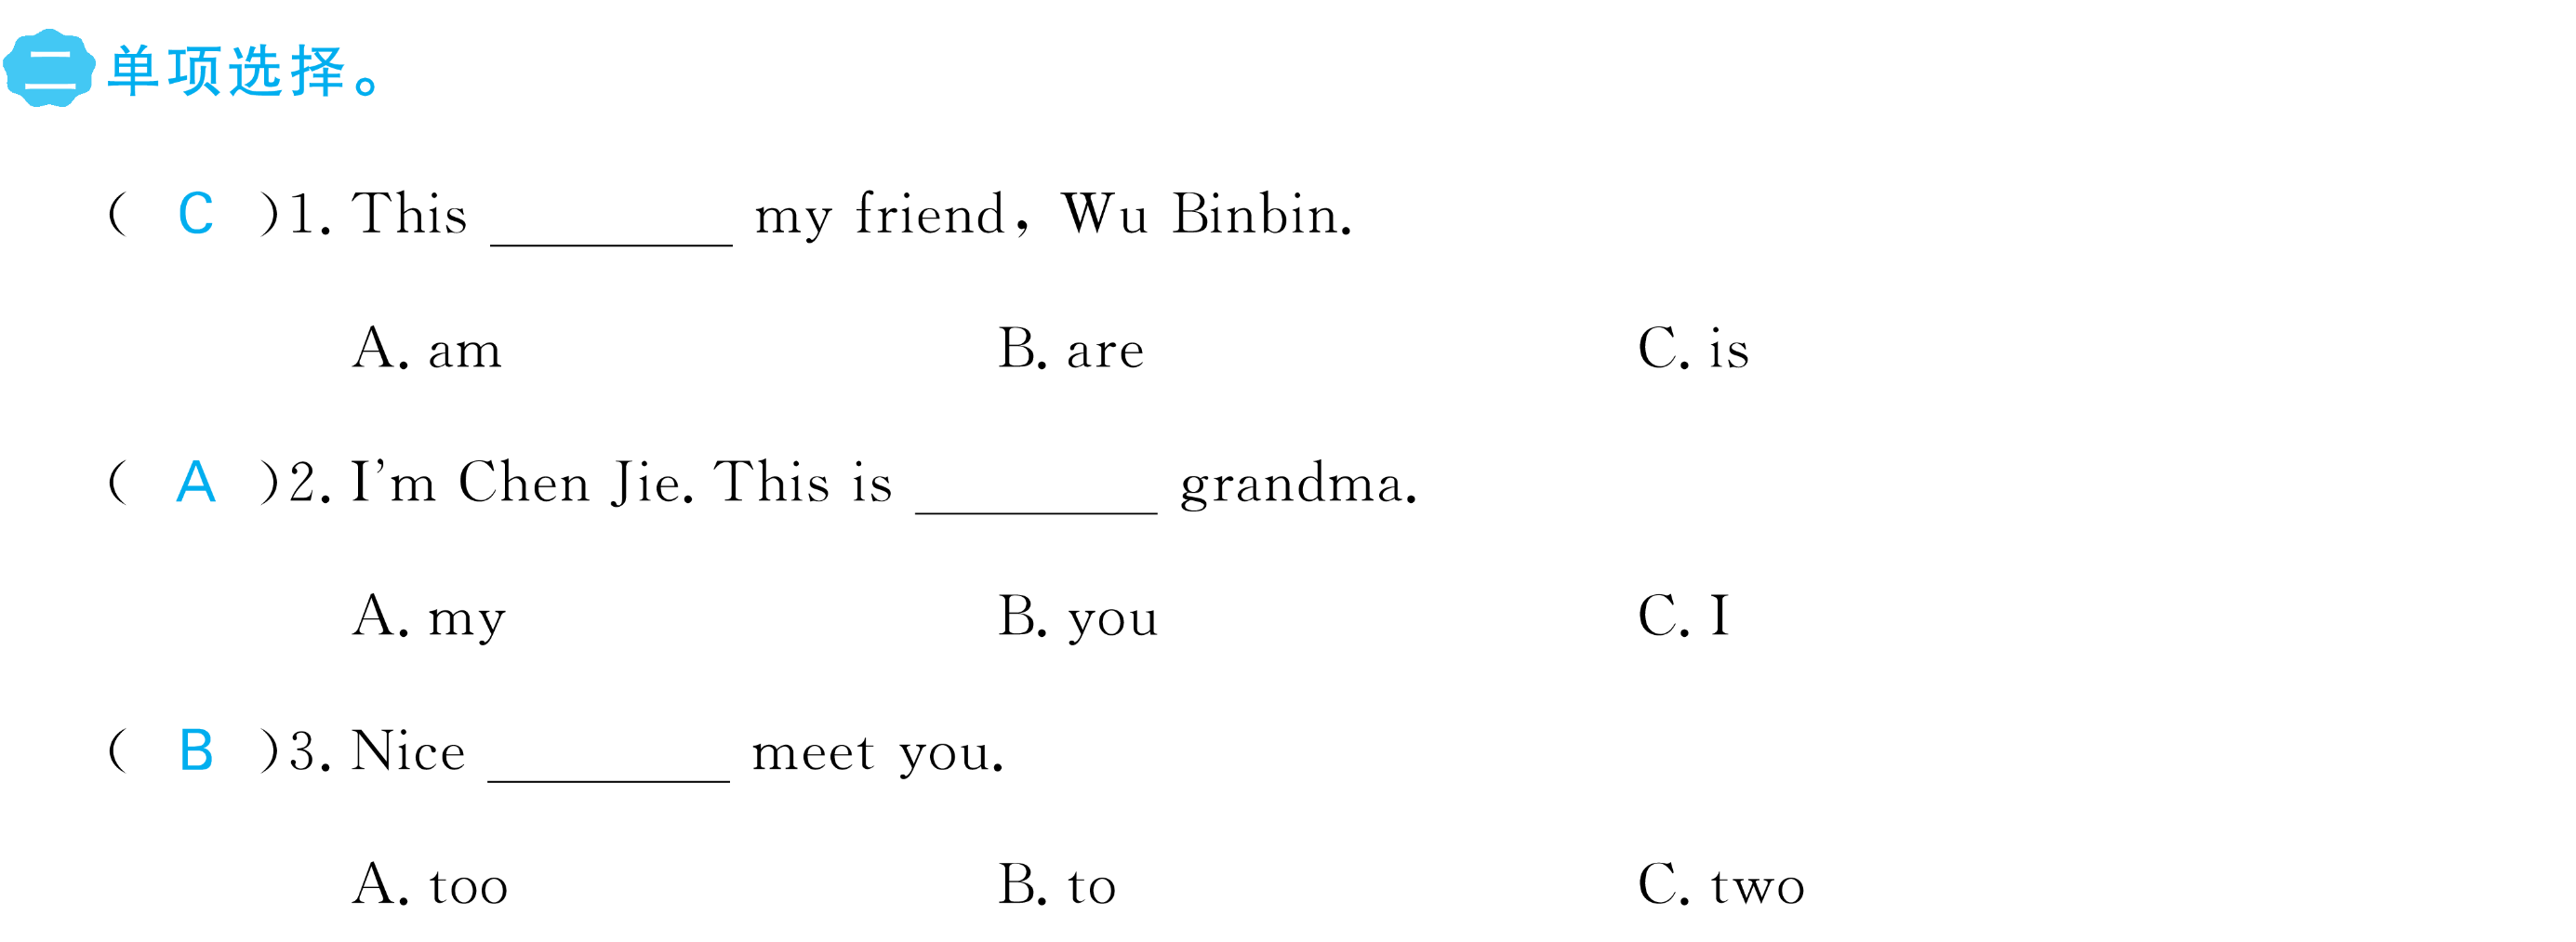 二 单项选择。
( C )1. This ________ my friend, Wu Binbin.
A. am B. are C. is
( A )2. I'm Chen Jie. This is ________ grandma.
A. my B. you C. I
( B )3. Nice ________ meet you.
A. too B. to C. two